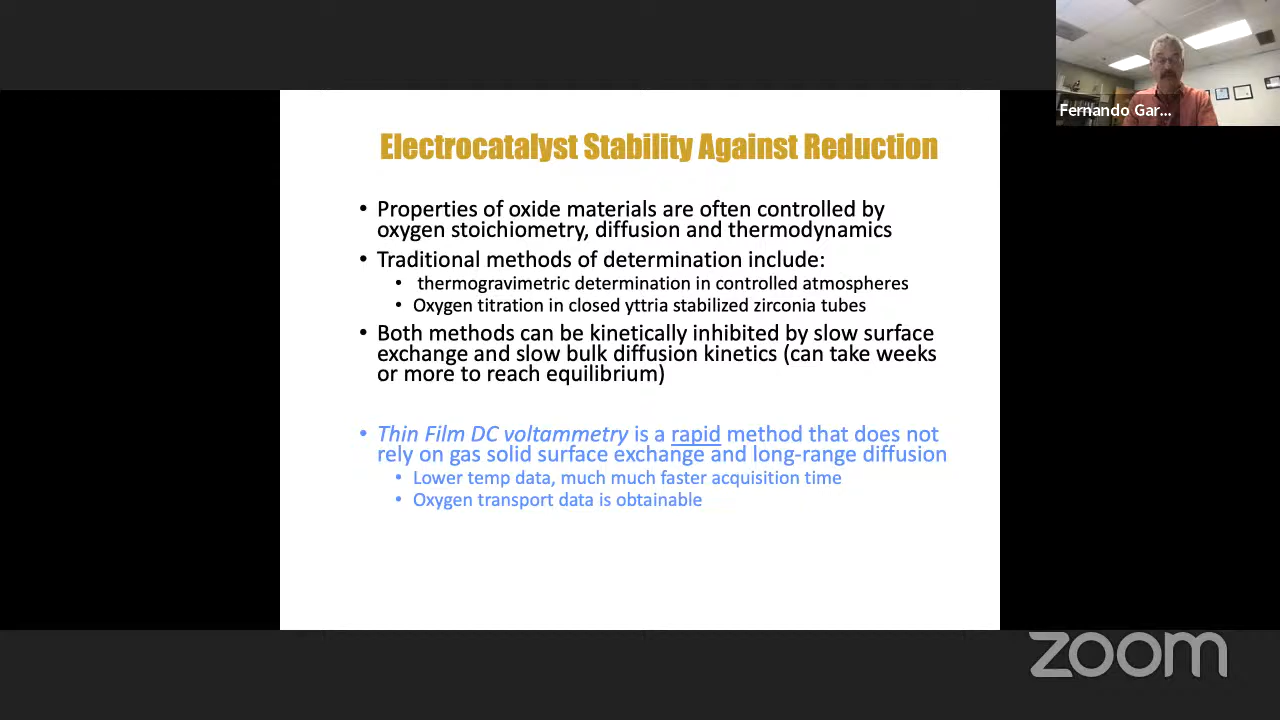 Fernando Gar...
Electrocatalyst Stability Against Reduction
• Properties of oxide materials are often controlled by
oxygen stoichiometry, diffusion and thermodynamics
• Traditional methods of determination include:
• thermogravimetric determination in controlled atmospheres
• Oxygen titration in closed yttria stabilized zirconia tubes
• Both methods can be kinetically inhibited by slow surface
exchange and slow bulk diffusion kinetics (can take weeks
or more to reach equilibrium)
• Thin Film DC voltammetry is a rapid method that does not
rely on gas solid surface exchange and long-range diffusion
• Lower temp data, much much faster acquisition time
• Oxygen transport data is obtainable
zoom